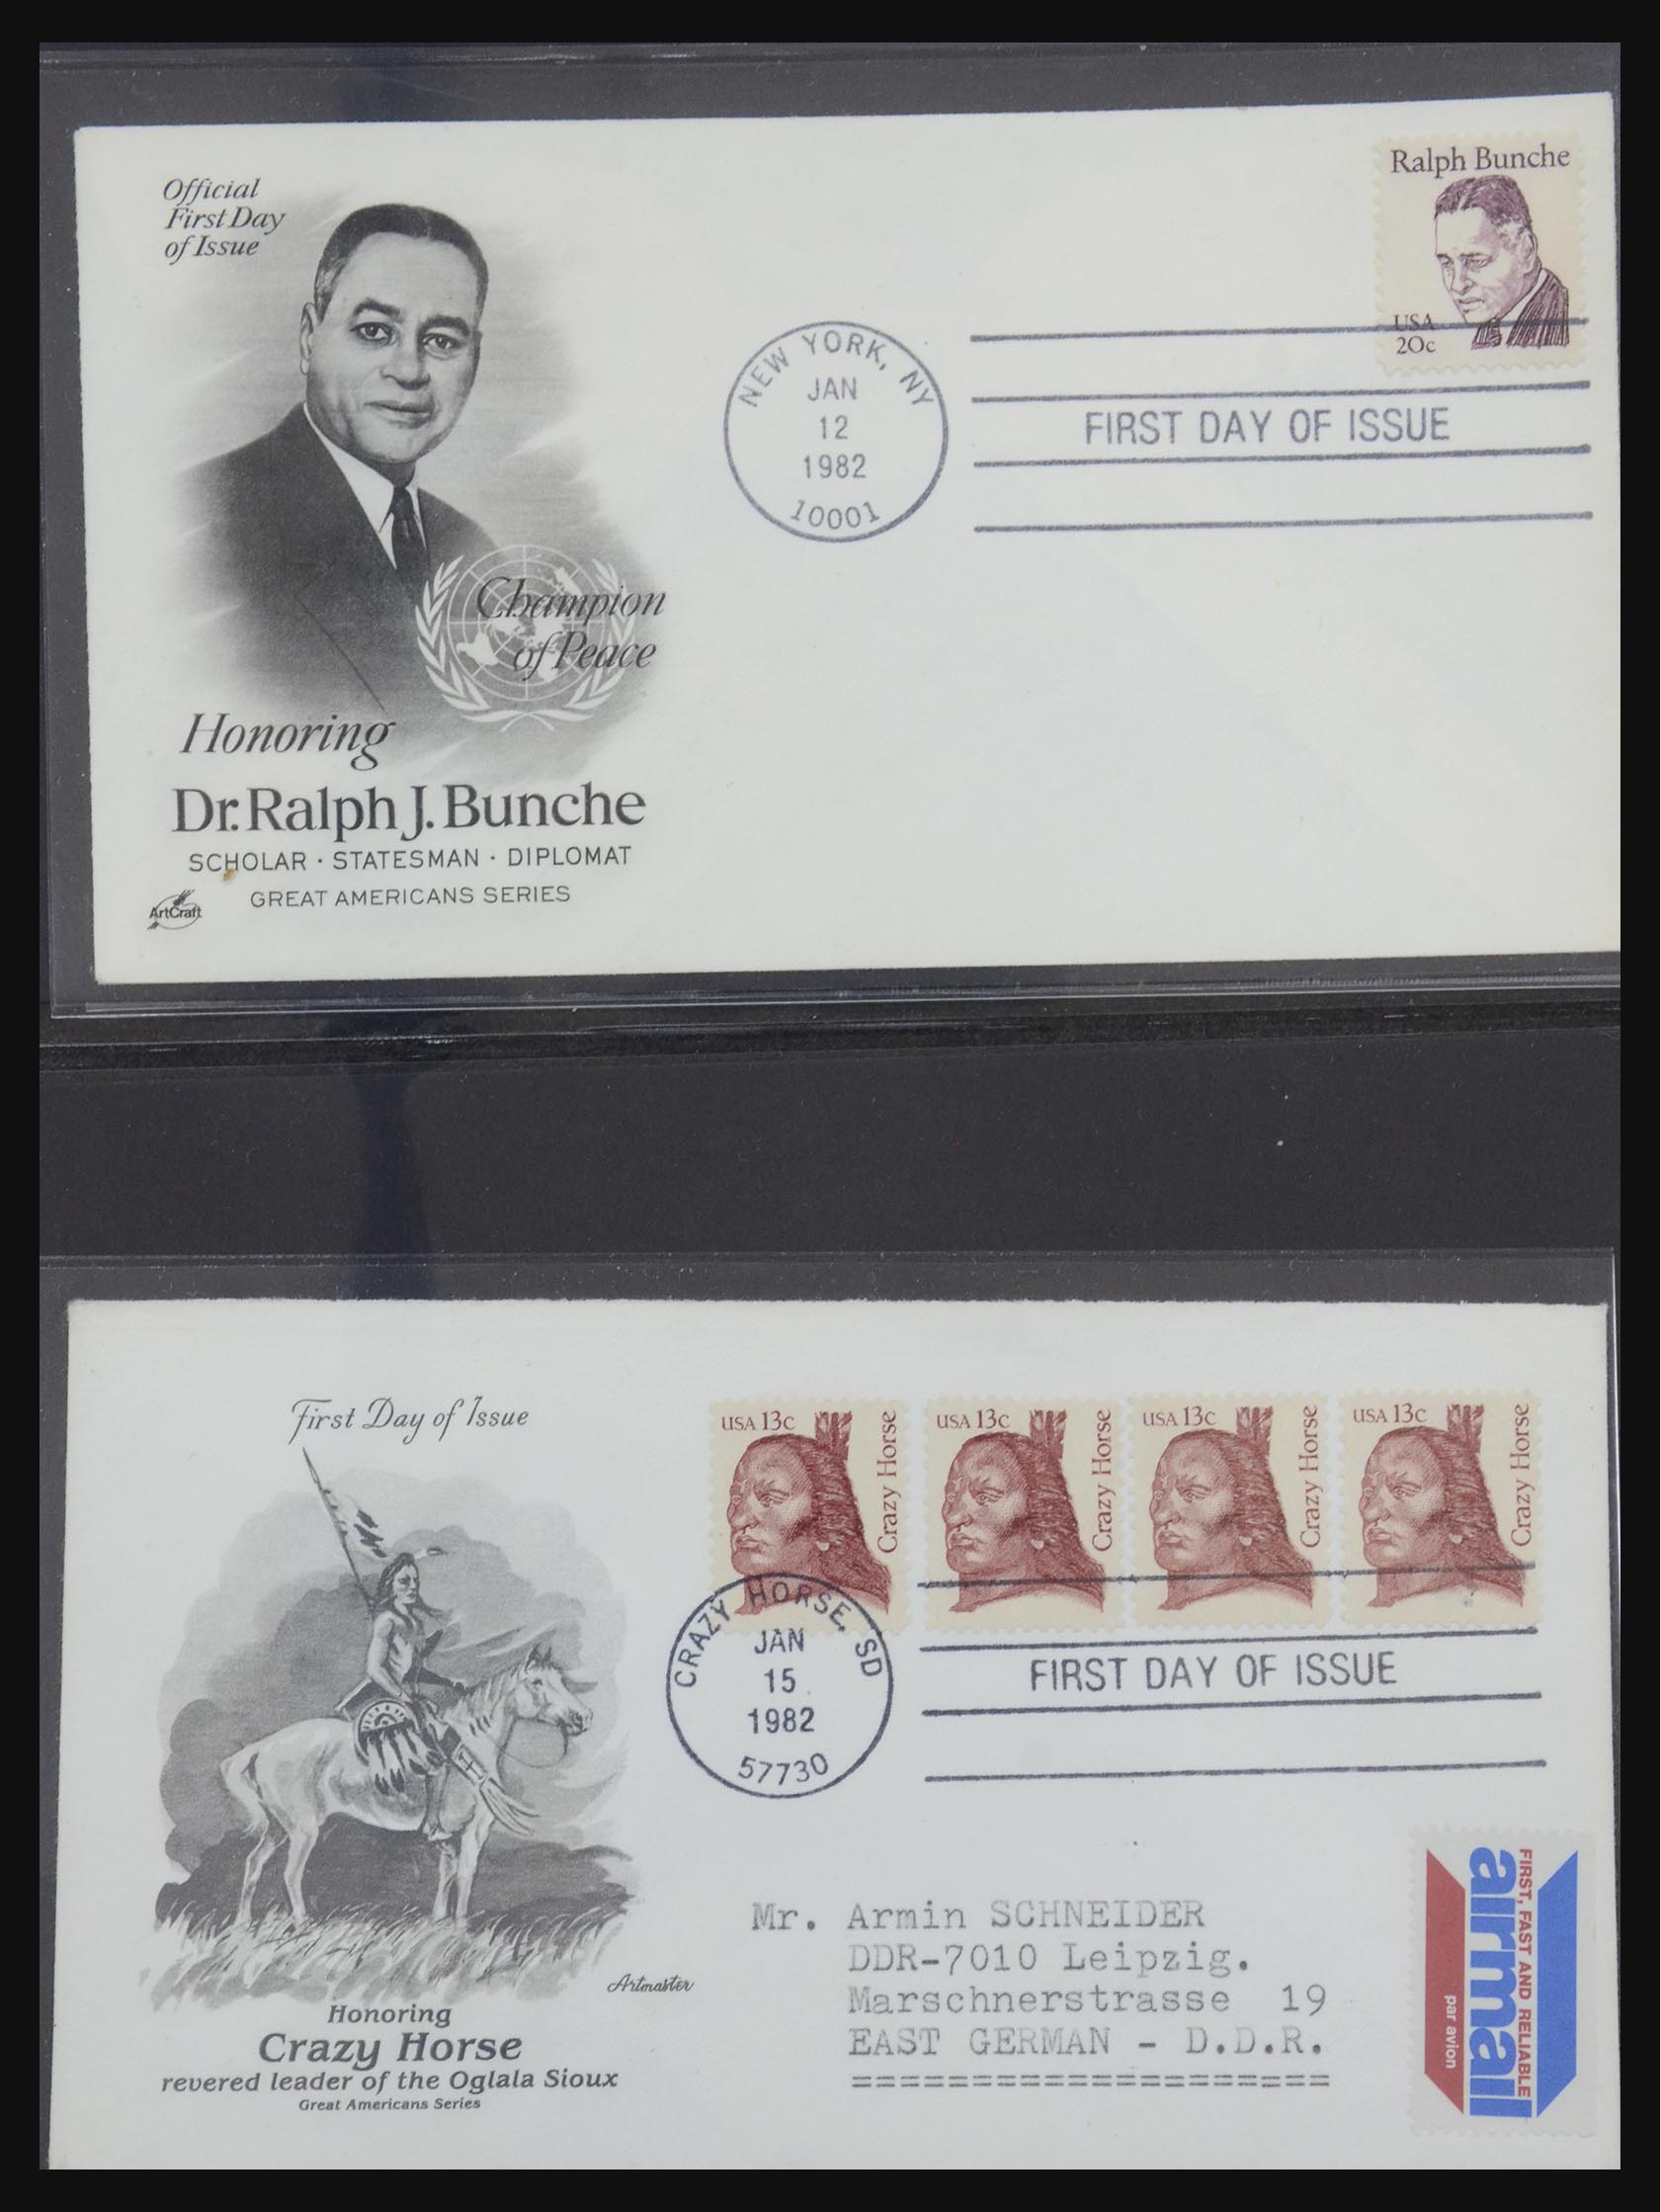 Official
First Day
of Issue
Ralph Bunche
USA
20c
NEW YORK, NY
JAN
12
1982
10001
FIRST DAY OF ISSUE
Champion
of Peace
Honoring
Dr. Ralph J. Bunche
SCHOLAR · STATESMAN · DIPLOMAT
GREAT AMERICANS SERIES
ArtCraft
First Day of Issue
USA 13c
Crazy Horse
USA 13c
Crazy Horse
USA 13c
Crazy Horse
USA 13c
Crazy Horse
CRAZY HORSE, SD
JAN
15
1982
57730
FIRST DAY OF ISSUE
Mr. Armin SCHNEIDER
DDR-7010 Leipzig.
Marschnerstrasse 19
EAST GERMAN - D.D.R.
====================
FIRST, FAST AND RELIABLE
airmail
par avion
Artmaster
Honoring
Crazy Horse
revered leader of the Oglala Sioux
Great Americans Series